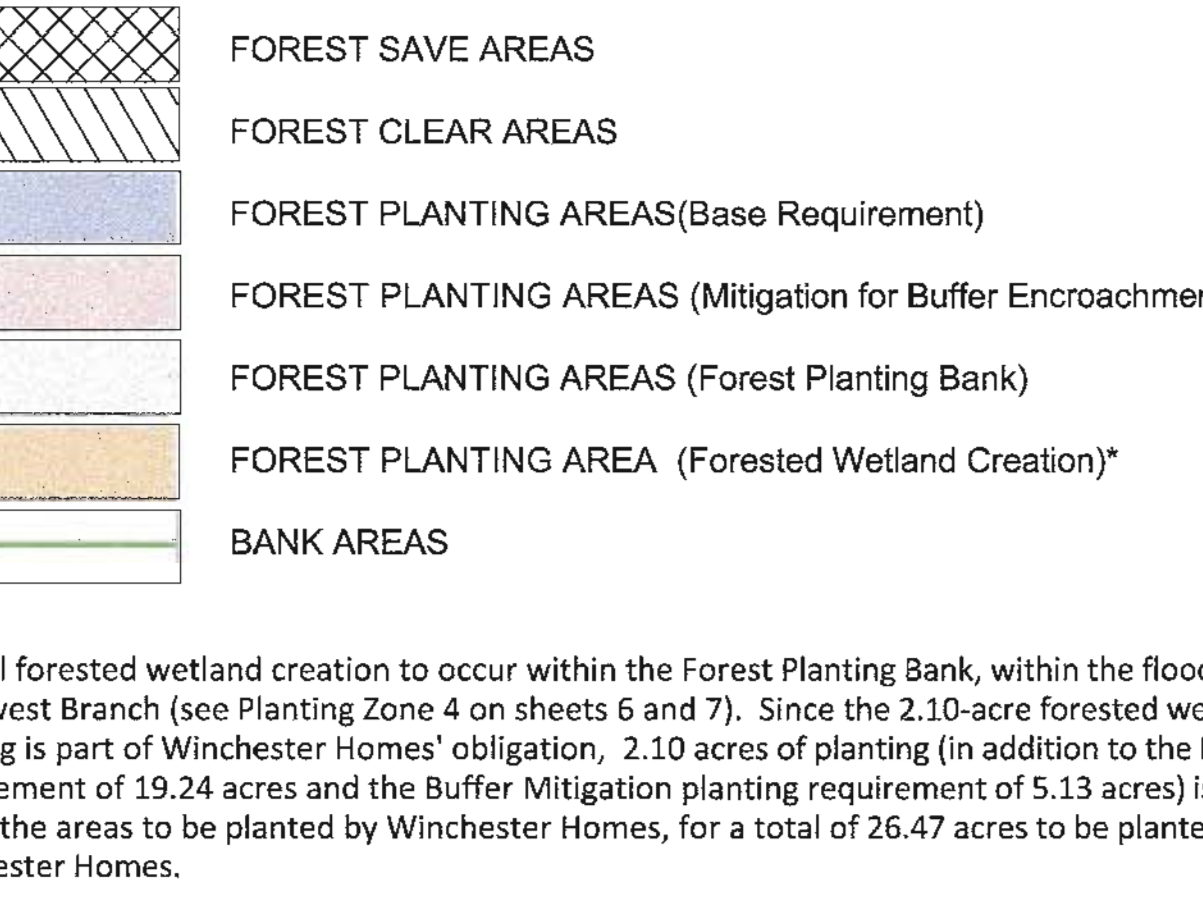 FOREST SAVE AREAS
FOREST CLEAR AREAS
FOREST PLANTING AREAS(Base Requirement)
FOREST PLANTING AREAS (Mitigation for Buffer Encroachmen
FOREST PLANTING AREAS (Forest Planting Bank)
FOREST PLANTING AREA (Forested Wetland Creation)*
BANK AREAS
l forested wetland creation to occur within the Forest Planting Bank, within the flood
west Branch (see Planting Zone 4 on sheets 6 and 7). Since the 2.10-acre forested we
g is part of Winchester Homes' obligation, 2.10 acres of planting (in addition to the
ement of 19.24 acres and the Buffer Mitigation planting requirement of 5.13 acres) is
the areas to be planted by Winchester Homes, for a total of 26.47 acres to be plante
ester Homes.